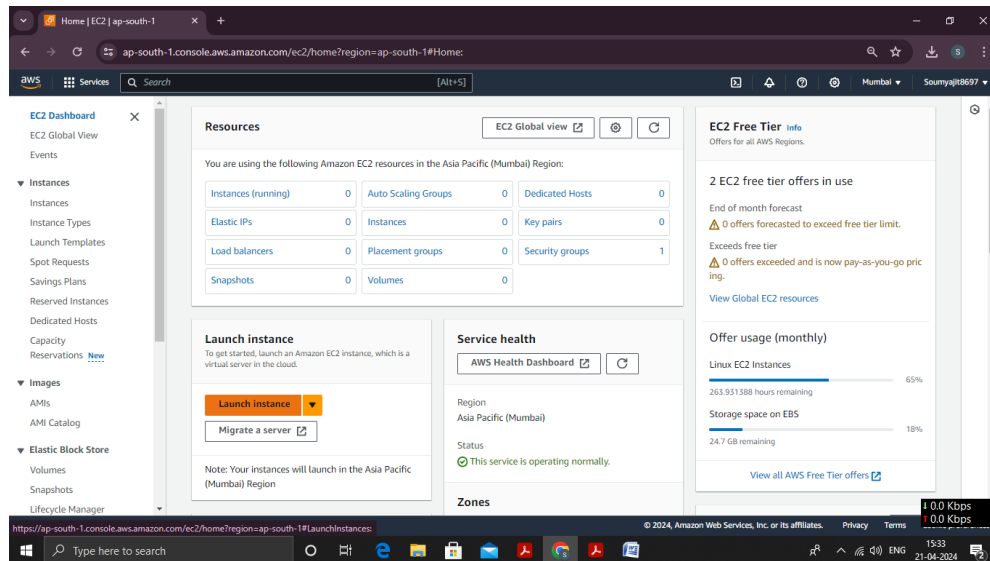 Home | EC2 | ap-south-1
ap-south-1.console.aws.amazon.com/ec2/home?region=ap-south-1#Home:
S
aws
Services
Search
[Alt+S]
Mumbai
Soumyajit8697
EC2 Dashboard
EC2 Global View
Events
Instances
Instances
Instance Types
Launch Templates
Spot Requests
Savings Plans
Reserved Instances
Dedicated Hosts
Capacity
Reservations New
Images
AMIs
AMI Catalog
Elastic Block Store
Volumes
Snapshots
Lifecycle Manager
Resources
EC2 Global view
You are using the following Amazon EC2 resources in the Asia Pacific (Mumbai) Region:
Instances (running) 0
Auto Scaling Groups 0
Dedicated Hosts 0
Elastic IPs 0
Instances 0
Key pairs 0
Load balancers 0
Placement groups 0
Security groups 1
Snapshots 0
Volumes 0
Launch instance
To get started, launch an Amazon EC2 instance, which is a
virtual server in the cloud.
Launch instance
Migrate a server
Note: Your instances will launch in the Asia Pacific
(Mumbai) Region
Service health
AWS Health Dashboard
Region
Asia Pacific (Mumbai)
Status
This service is operating normally.
Zones
EC2 Free Tier Info
Offers for all AWS Regions.
2 EC2 free tier offers in use
End of month forecast
0 offers forecasted to exceed free tier limit.
Exceeds free tier
0 offers exceeded and is now pay-as-you-go pric
ing.
View Global EC2 resources
Offer usage (monthly)
Linux EC2 Instances
65%
263.931388 hours remaining
Storage space on EBS
18%
24.7 GB remaining
View all AWS Free Tier offers
https://ap-south-1.console.aws.amazon.com/ec2/home?region=ap-south-1#LaunchInstances:
© 2024, Amazon Web Services, Inc. or its affiliates.
Privacy
Terms
0.0 Kbps
0.0 Kbps
Type here to search
ENG
15:33
21-04-2024
2